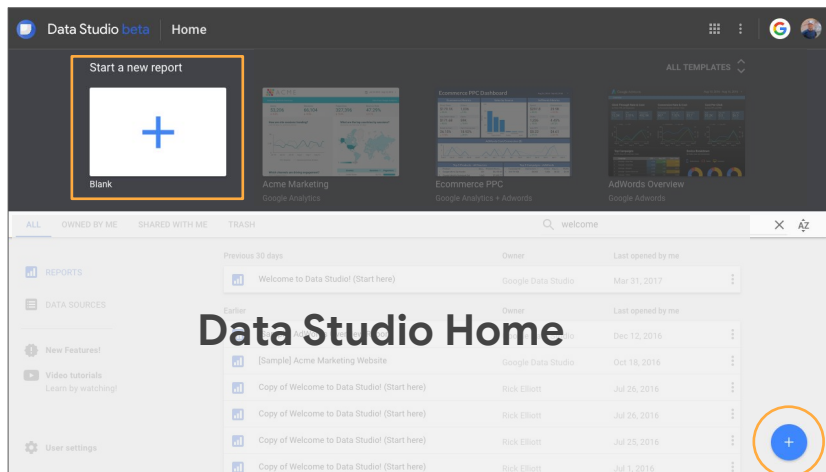 Data Studio beta Home
Start a new report
ALL TEMPLATES
ACME
Ecommerce PPC Dashboard
Blank
Acme Marketing
Google Analytics
Ecommerce PPC
Google Analytics + Adwords
AdWords Overview
Google Adwords
ALL OWNED BY ME SHARED WITH ME TRASH welcome AZ
Previous 30 days Owner Last opened by me
REPORTS
Welcome to Data Studio! (Start here) Google Data Studio Mar 31, 2017
DATA SOURCES
Earlier Owner Last opened by me
Data Studio Home
Dec 12, 2016
New Features!
[Sample] Acme Marketing Website Google Data Studio Oct 18, 2016
Video tutorials
Learn by watching!
Copy of Welcome to Data Studio! (Start here) Rick Elliott Jul 26, 2016
Copy of Welcome to Data Studio! (Start here) Rick Elliott Jul 26, 2016
User settings
Copy of Welcome to Data Studio! (Start here) Rick Elliott Jul 25, 2016
Copy of Welcome to Data Studio! (Start here) Rick Elliott Jul 1, 2016